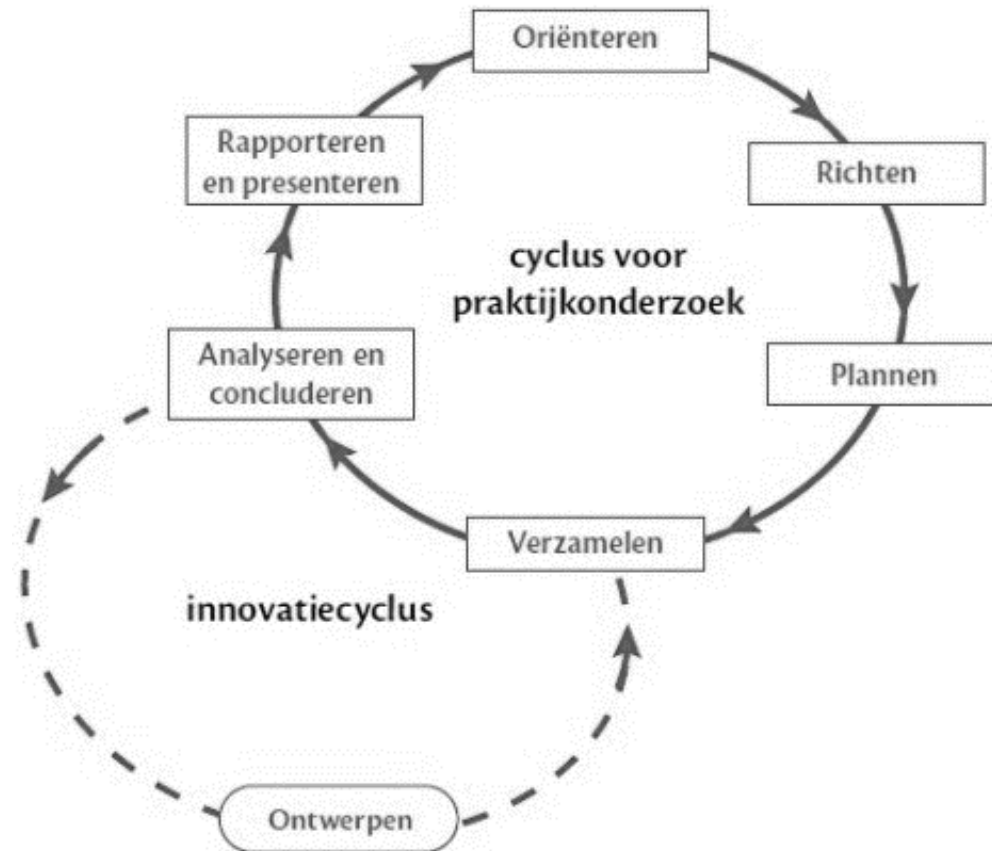 Oriënteren
Rapporteren
en presenteren
Richten
cyclus voor
praktijkonderzoek
Analyseren en
concluderen
Plannen
Verzamelen
innovatiecyclus
Ontwerpen